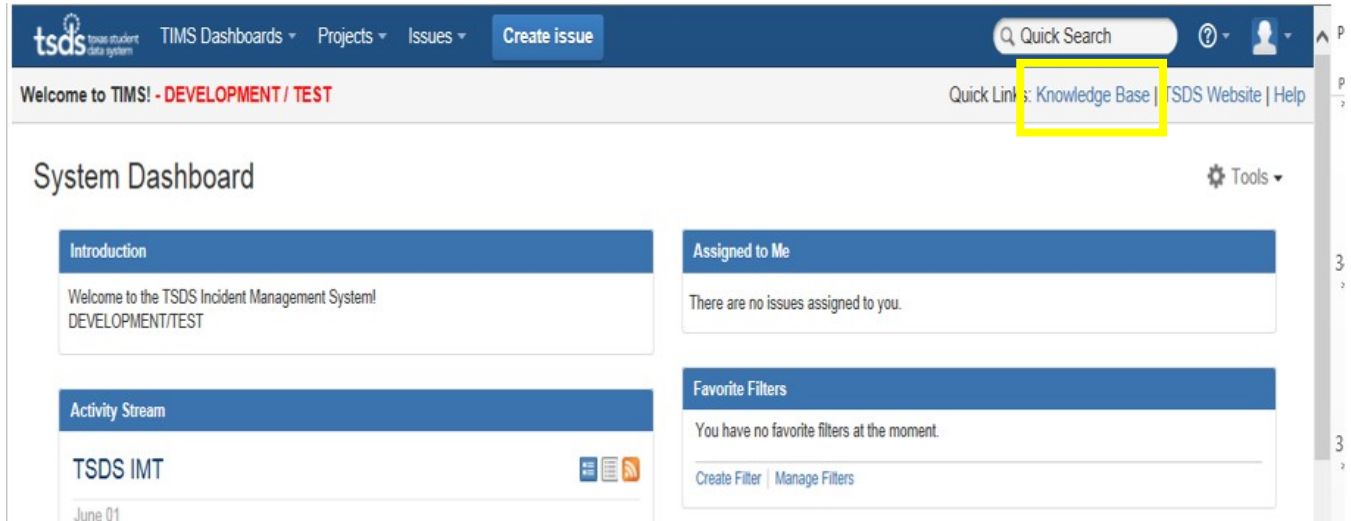 tsds texas student data system TIMS Dashboards Projects Issues Create issue Quick Search
Welcome to TIMS! - DEVELOPMENT / TEST Quick Links: Knowledge Base | TSDS Website | Help
System Dashboard Tools
Introduction
Welcome to the TSDS Incident Management System!
DEVELOPMENT/TEST
Activity Stream
TSDS IMT
June 01
Assigned to Me
There are no issues assigned to you.
Favorite Filters
You have no favorite filters at the moment.
Create Filter | Manage Filters
P
P
3
3